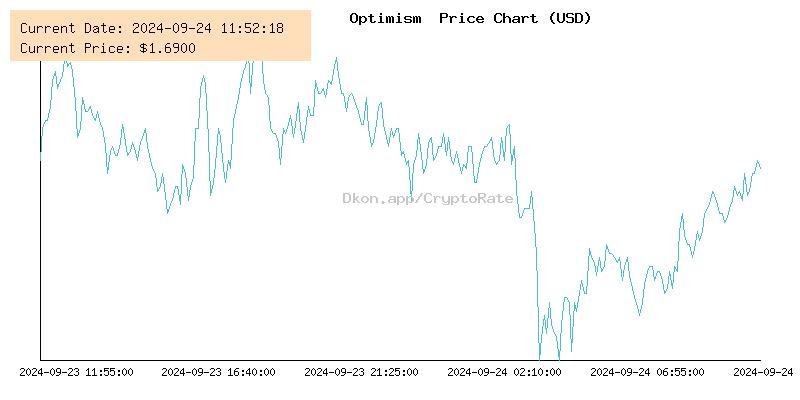 Optimism  Price Chart (USD)
Current Date: 2024-09-24 11:52:18
Current Price: $1.6900
Dkon.app/CryptoRate
2024-09-23 11:55:00 2024-09-23 16:40:00 2024-09-23 21:25:00 2024-09-24 02:10:00 2024-09-24 06:55:00 2024-09-24